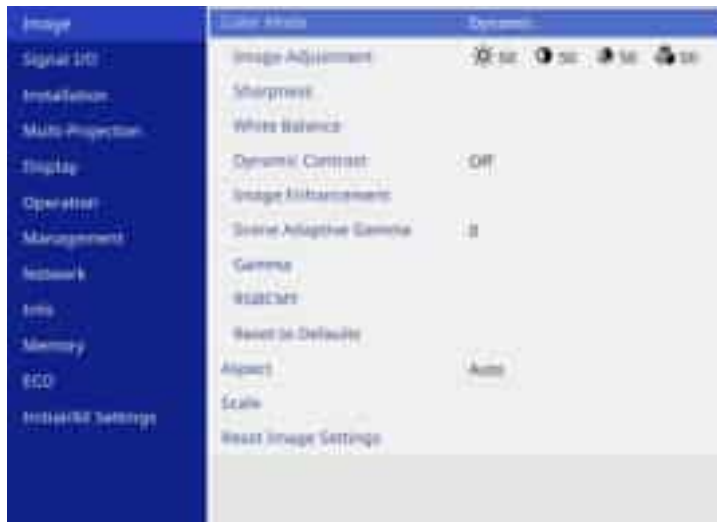 Image
Signal I/O
Installation
Multi-Projection
Display
Operation
Management
Network
Info
Memory
ECO
Initial/All Settings
Color Mode Dynamic
Image Adjustment 50 50 50 50
Sharpness
White Balance
Dynamic Contrast Off
Image Enhancement
Scene Adaptive Gamma 0
Gamma
RGBCMY
Reset to Defaults
Aspect Auto
Scale
Reset Image Settings